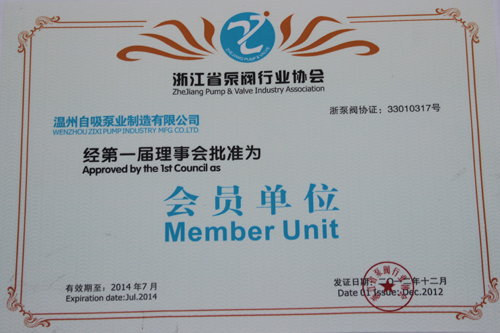 浙江省泵阀行业协会
ZheJiang Pump & Valve Industry Association
浙泵阀协证：33010317号
温州自吸泵业制造有限公司
WENZHOU ZIXI PUMP INDUSTRY MFG CO.,LTD.
经第一届理事会批准为
Approved by the 1st Council as
会员单位
Member Unit
有效期至：2014年7月
Expiration date:Jul.2014
发证日期：二〇一二年十二月
Date 01 Issue: Dec.2012